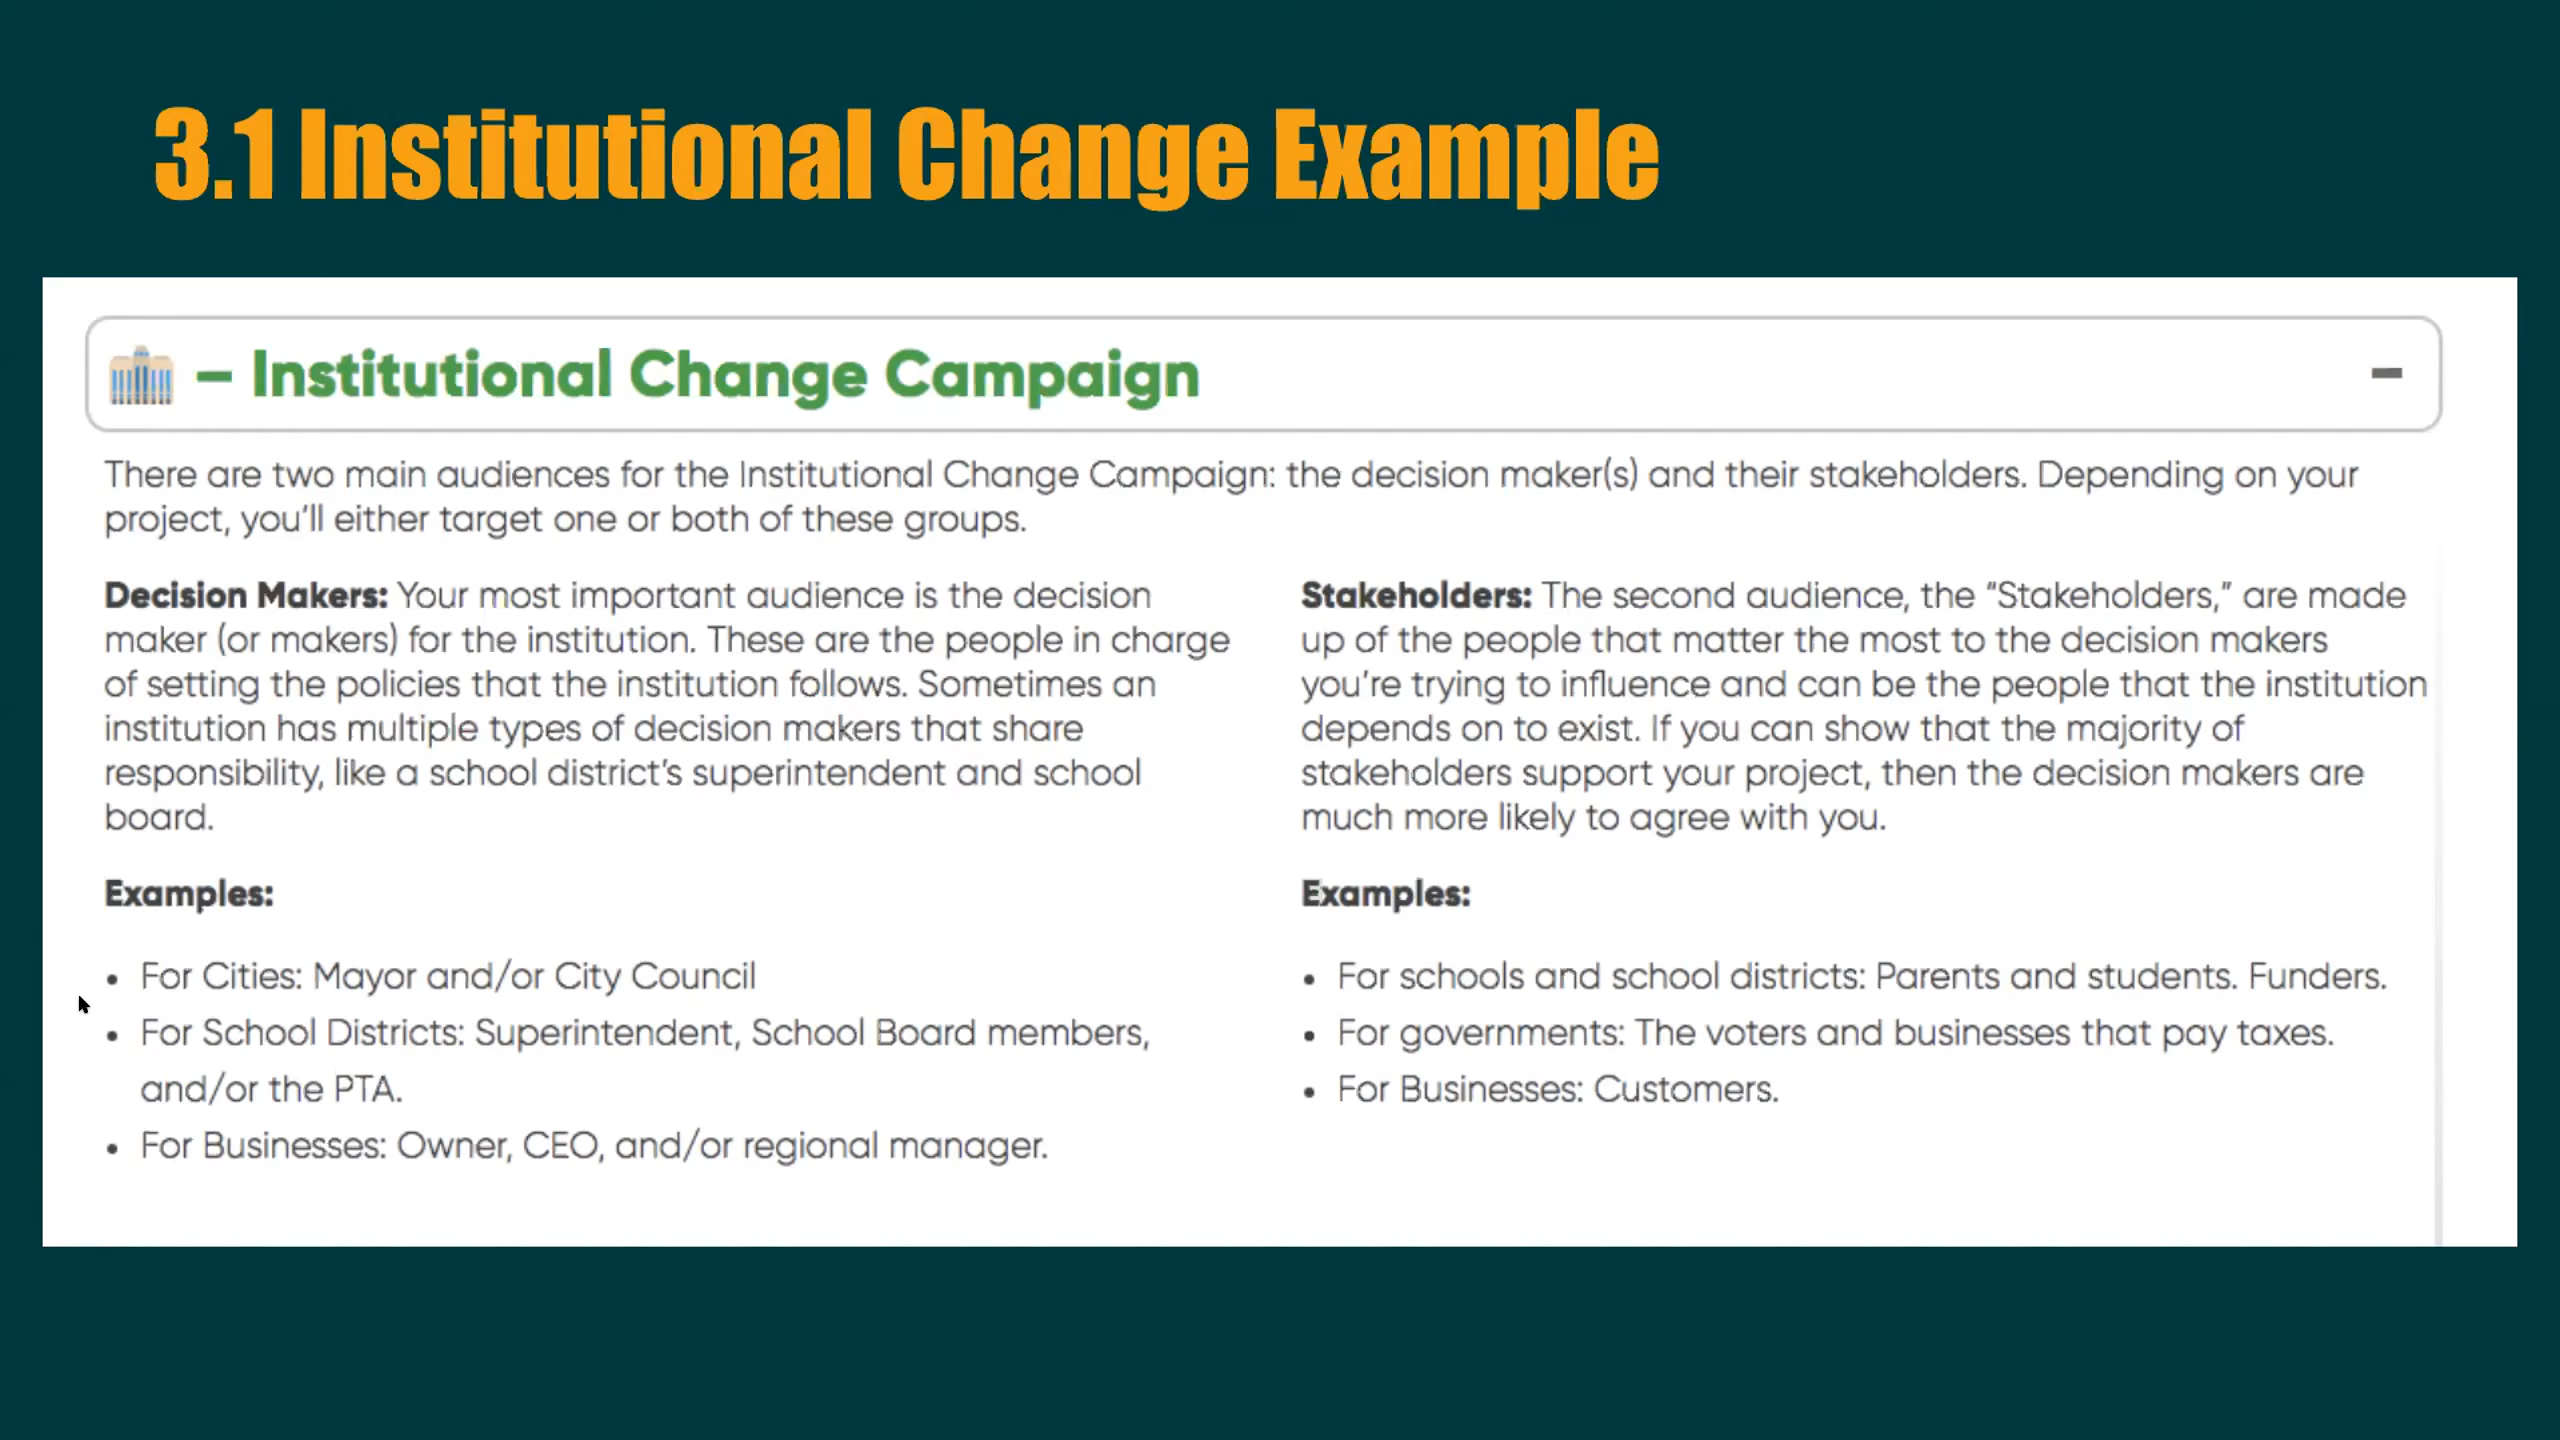 3.1 Institutional Change Example
– Institutional Change Campaign
There are two main audiences for the Institutional Change Campaign: the decision maker(s) and their stakeholders. Depending on your
project, you’ll either target one or both of these groups.
Decision Makers: Your most important audience is the decision
maker (or makers) for the institution. These are the people in charge
of setting the policies that the institution follows. Sometimes an
institution has multiple types of decision makers that share
responsibility, like a school district’s superintendent and school
board.
Examples:
• For Cities: Mayor and/or City Council
• For School Districts: Superintendent, School Board members,
and/or the PTA.
• For Businesses: Owner, CEO, and/or regional manager.
Stakeholders: The second audience, the “Stakeholders,” are made
up of the people that matter the most to the decision makers
you’re trying to influence and can be the people that the institution
depends on to exist. If you can show that the majority of
stakeholders support your project, then the decision makers are
much more likely to agree with you.
Examples:
• For schools and school districts: Parents and students. Funders.
• For governments: The voters and businesses that pay taxes.
• For Businesses: Customers.